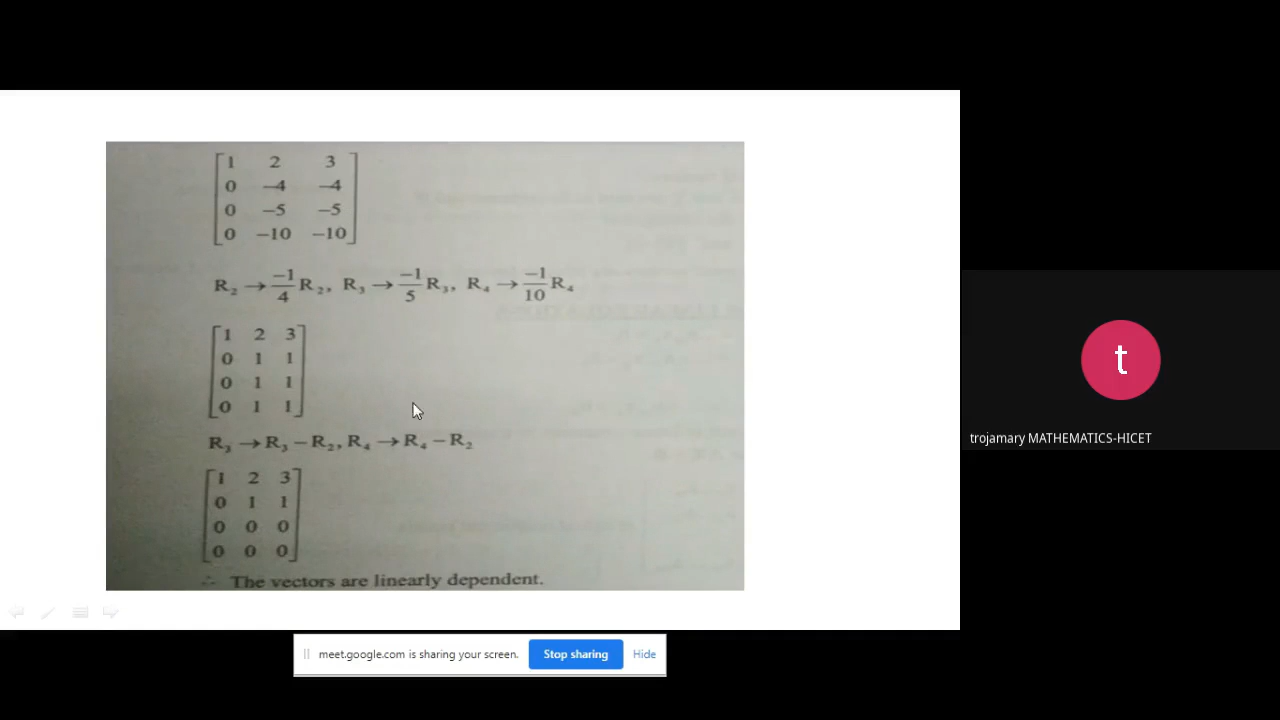 1 2 3
0 –4 –4
0 –5 –5
0 –10 –10
R₂ → −1/4 R₂, R₃ → −1/5 R₃, R₄ → −1/10 R₄
1 2 3
0 1 1
0 1 1
0 1 1
R₃ → R₃ − R₂, R₄ → R₄ − R₂
1 2 3
0 1 1
0 0 0
0 0 0
∴ The vectors are linearly dependent.
t
trojamary MATHEMATICS-HICET
meet.google.com is sharing your screen. Stop sharing Hide